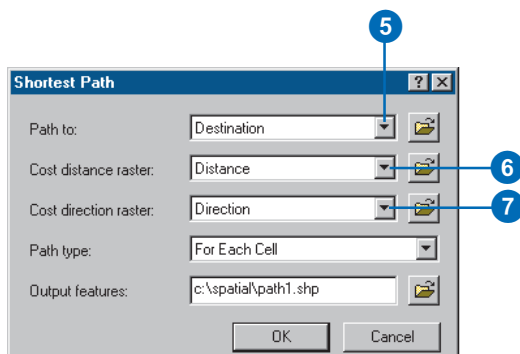 5
Shortest Path ? ×
Path to: Destination
Cost distance raster: Distance 6
Cost direction raster: Direction 7
Path type: For Each Cell
Output features: c:\spatial\path1.shp
OK Cancel